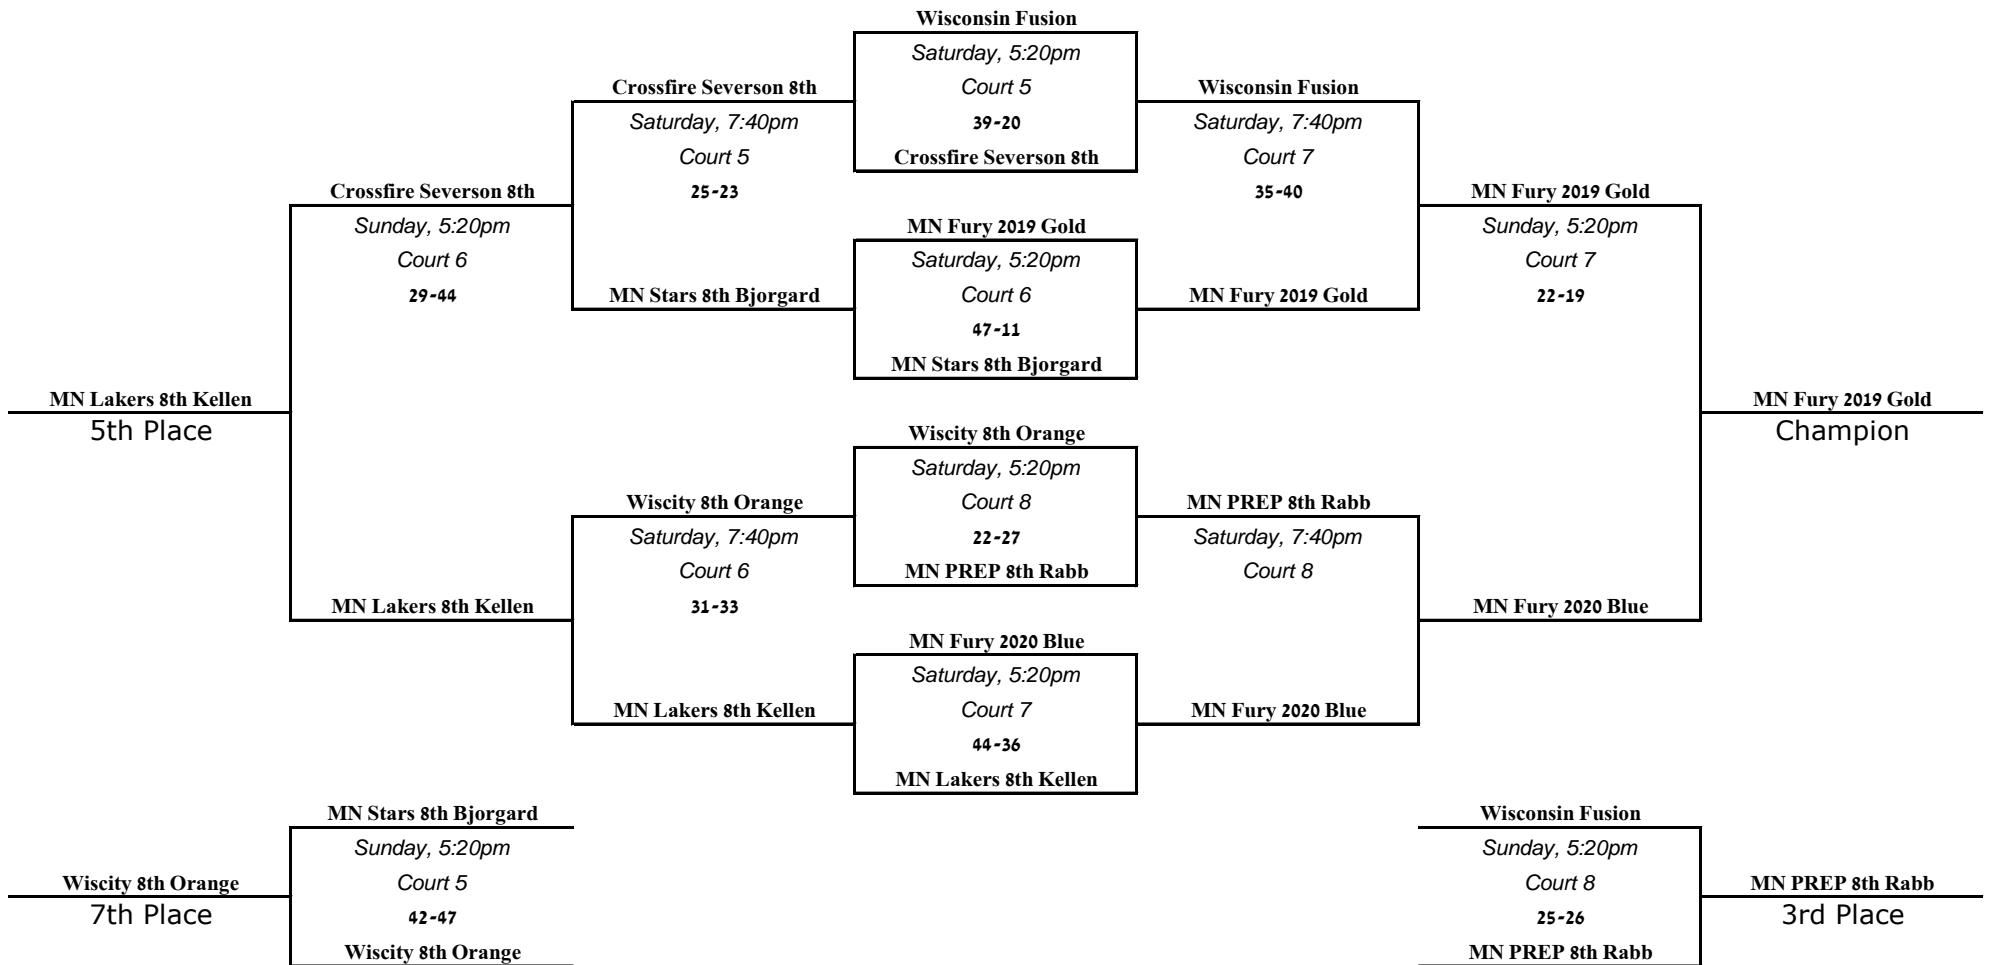 Wisconsin Fusion
Saturday, 5:20pm
Crossfire Severson 8th
Court 5
Wisconsin Fusion
Saturday, 7:40pm
39-20
Saturday, 7:40pm
Court 5
Crossfire Severson 8th
Court 7
Crossfire Severson 8th
25-23
35-40
MN Fury 2019 Gold
Sunday, 5:20pm
MN Fury 2019 Gold
Sunday, 5:20pm
Court 6
Saturday, 5:20pm
Court 7
29-44
MN Stars 8th Bjorgard
Court 6
MN Fury 2019 Gold
22-19
47-11
MN Stars 8th Bjorgard
MN Lakers 8th Kellen
MN Fury 2019 Gold
5th Place
Wiscity 8th Orange
Champion
Saturday, 5:20pm
Wiscity 8th Orange
Court 8
MN PREP 8th Rabb
Saturday, 7:40pm
22-27
Saturday, 7:40pm
Court 6
MN PREP 8th Rabb
Court 8
MN Lakers 8th Kellen
31-33
MN Fury 2020 Blue
MN Fury 2020 Blue
Saturday, 5:20pm
MN Lakers 8th Kellen
Court 7
MN Fury 2020 Blue
44-36
MN Lakers 8th Kellen
MN Stars 8th Bjorgard
Wisconsin Fusion
Sunday, 5:20pm
Sunday, 5:20pm
Wiscity 8th Orange
Court 5
Court 8
MN PREP 8th Rabb
7th Place
42-47
25-26
3rd Place
Wiscity 8th Orange
MN PREP 8th Rabb